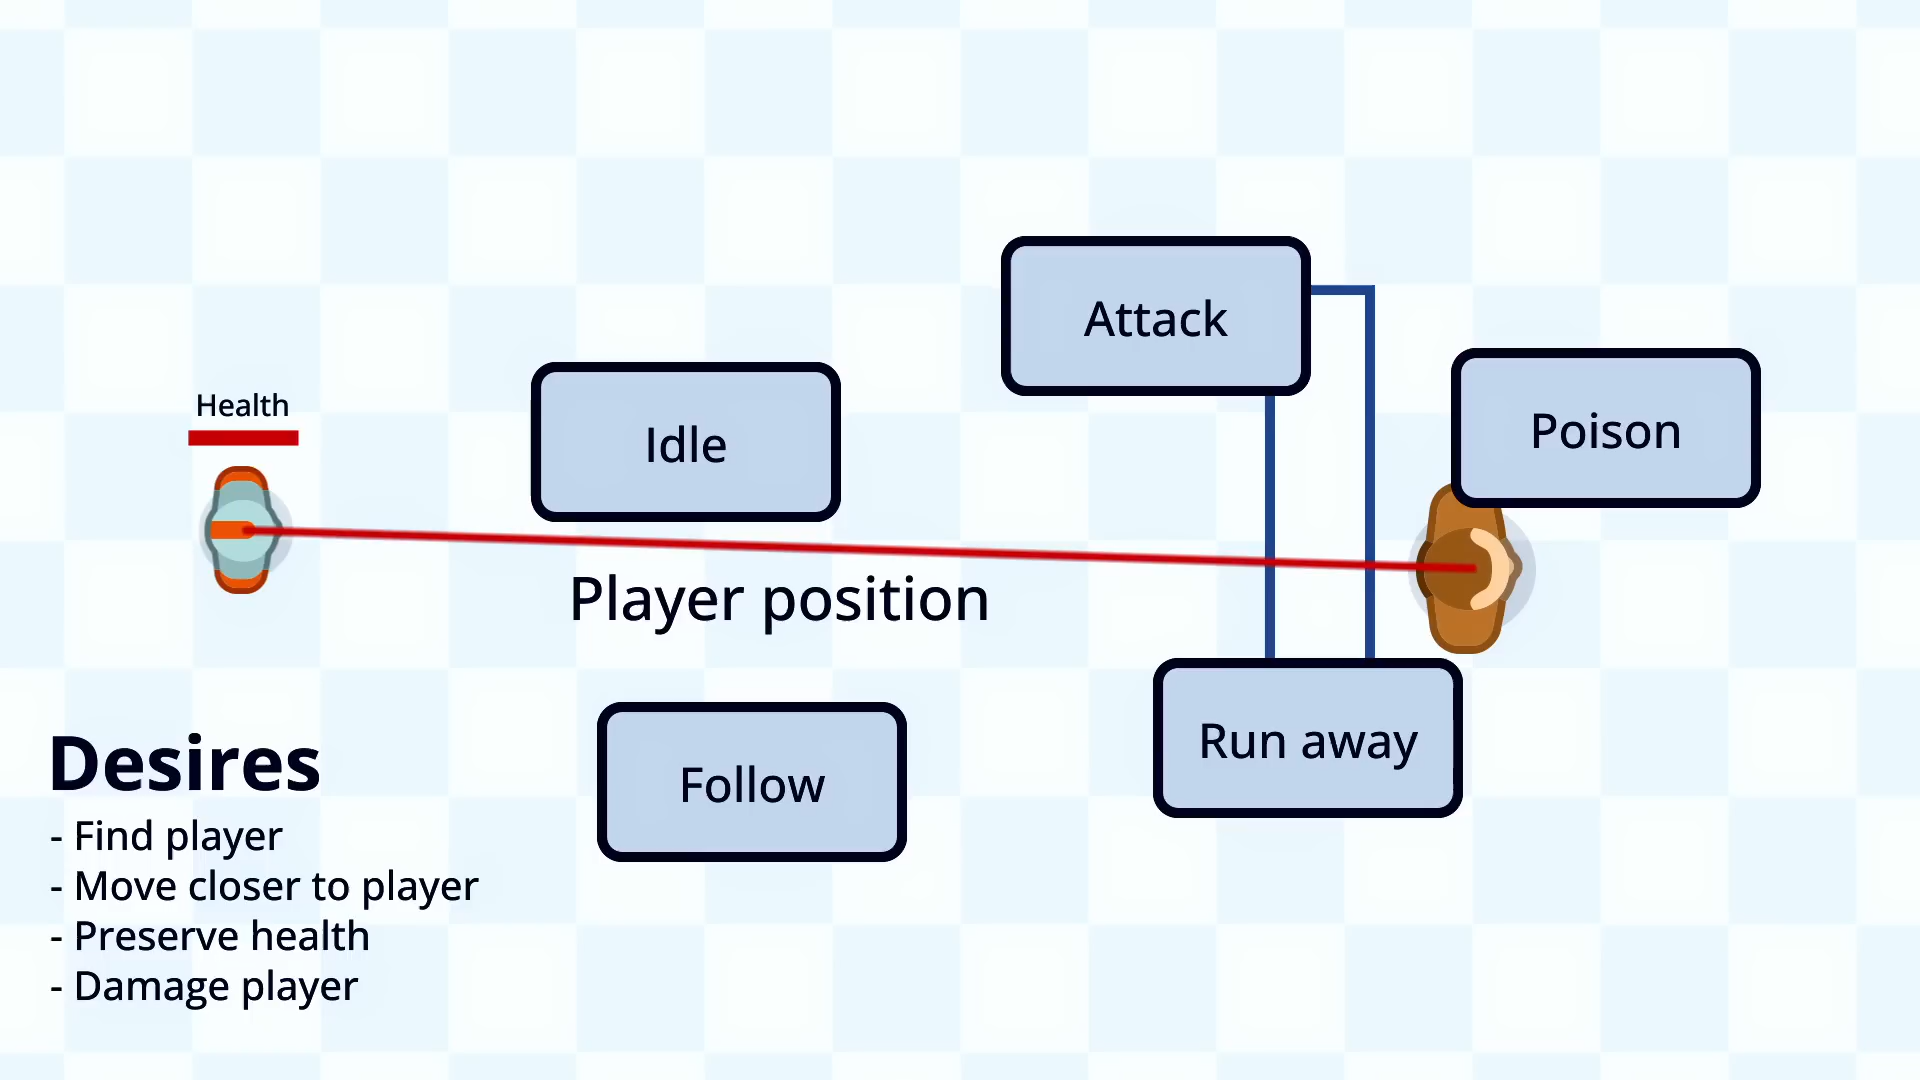 Attack
Poison
Health
Idle
Player position
Run away
Follow
Desires
- Find player
- Move closer to player
- Preserve health
- Damage player